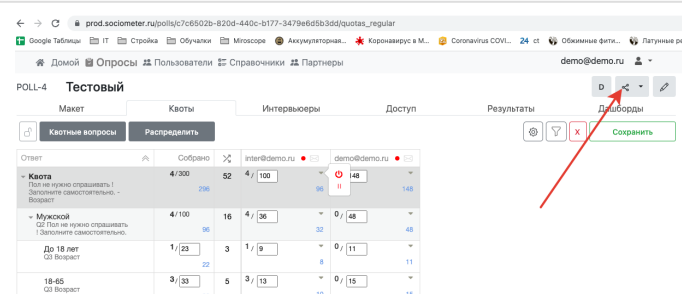 prod.sociometer.ru/polls/c7c6502b-820d-440c-b177-3479e6d5b3dd/quotas_regular
Google Таблицы IT Стройка Обучалки Miroscope Аккумуляторная... Коронавирус в М... Coronavirus COVI... 24 ct Обжимные фити... Латунные ре
Домой Опросы Пользователи Справочники Партнеры demo@demo.ru
POLL-4 Тестовый D
Макет Квоты Интервьюеры Доступ Результаты Дашборды
Квотные вопросы Распределить X Сохранить
Ответ Собрано inter@demo.ru demo@demo.ru
Квота 4/300 52 4/ 100 148
Пол не нужно спрашивать !
Заполните самостоятельно. - 296 96 148
Возраст
Мужской 4/100 16 4/ 36 0/ 48
Q2 Пол не нужно спрашивать 96 32 48
! Заполните самостоятельно.
До 18 лет 1/ 23 3 1/ 9 0/ 11
Q3 Возраст 22 8 11
18-65 3/ 33 5 3/ 13 0/ 15
Q3 Возраст